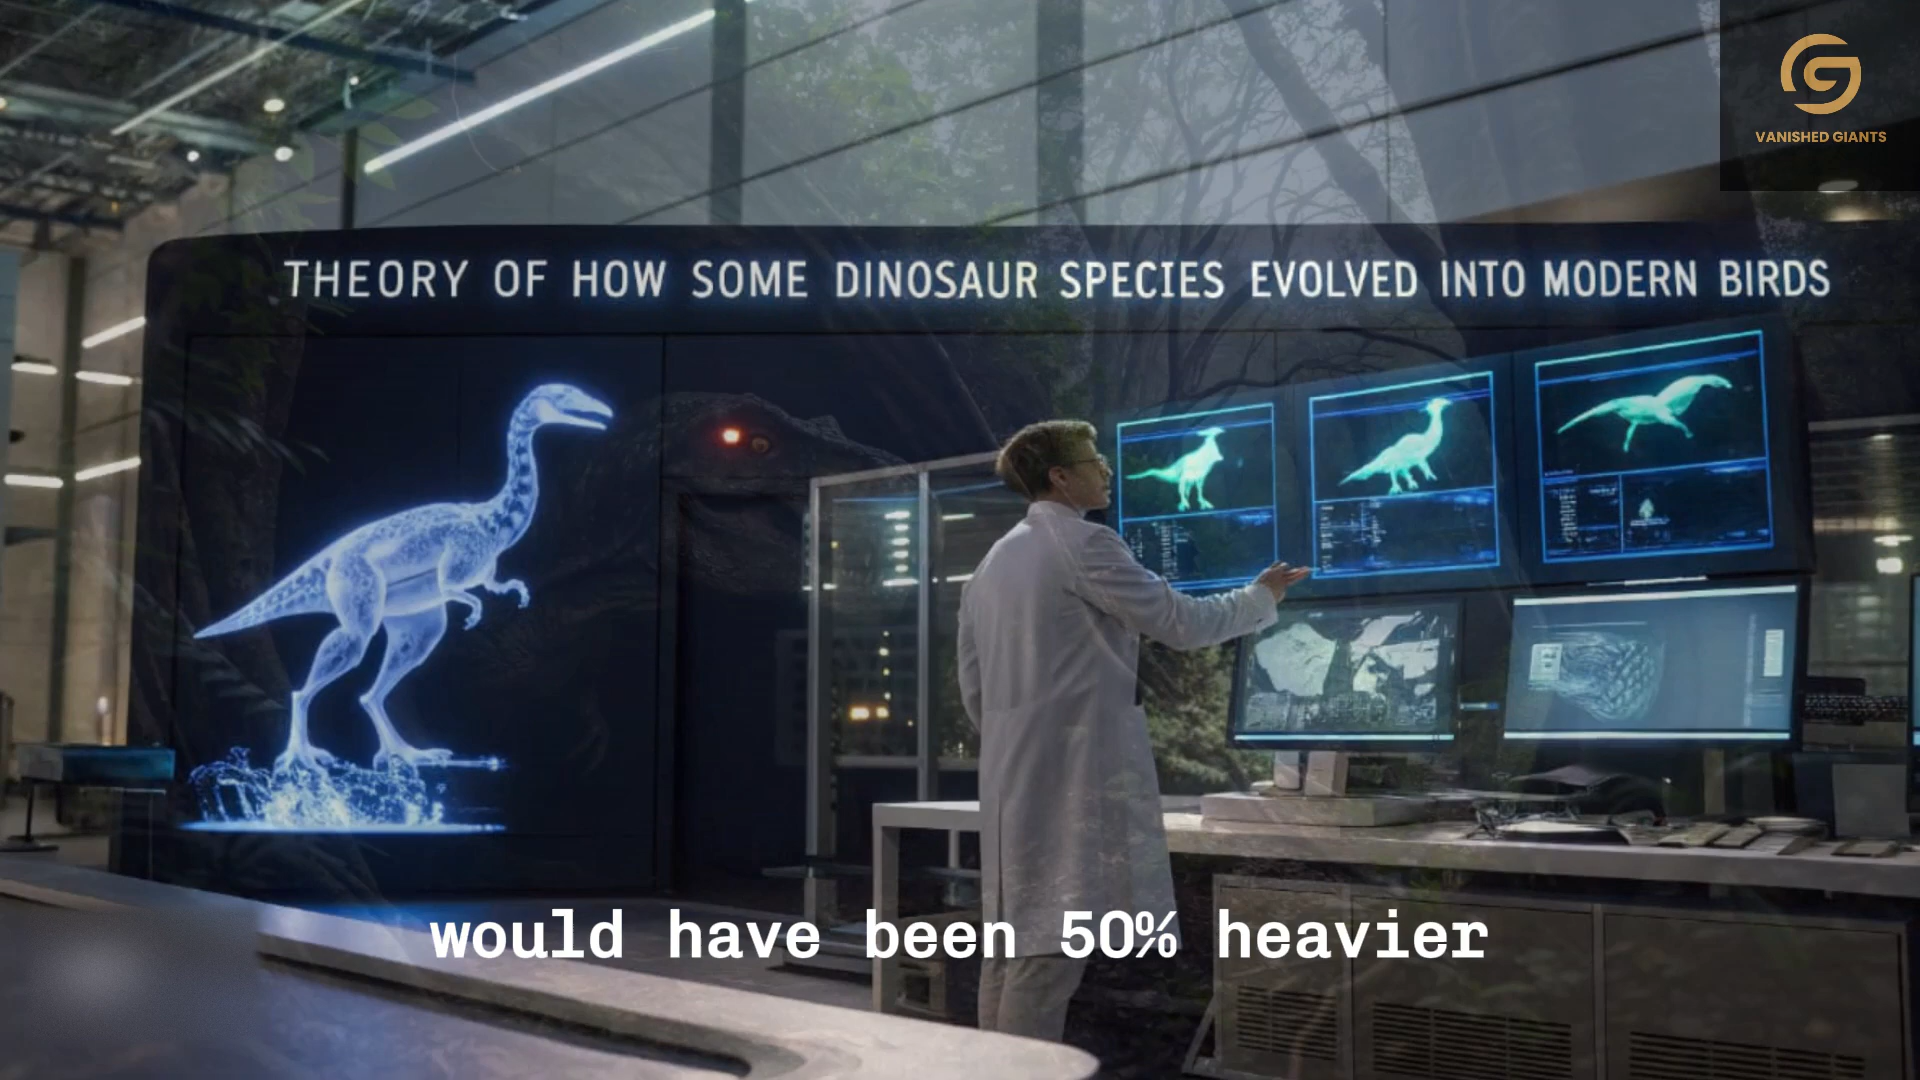 VANISHED GIANTS
THEORY OF HOW SOME DINOSAUR SPECIES EVOLVED INTO MODERN BIRDS
would have been 50% heavier